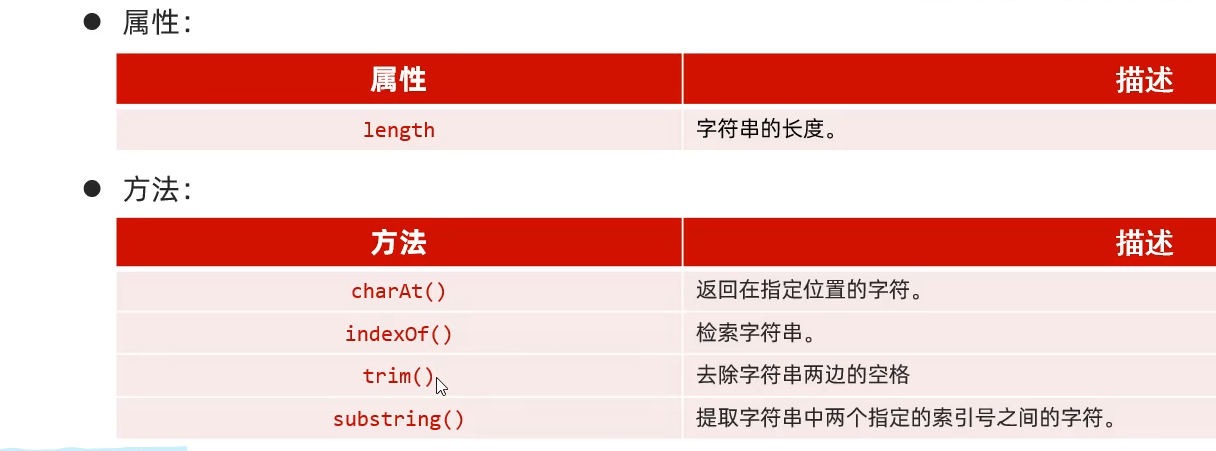 ● 属性：
属性 描述
length 字符串的长度。
● 方法：
方法 描述
charAt() 返回在指定位置的字符。
indexOf() 检索字符串。
trim() 去除字符串两边的空格
substring() 提取字符串中两个指定的索引号之间的字符。